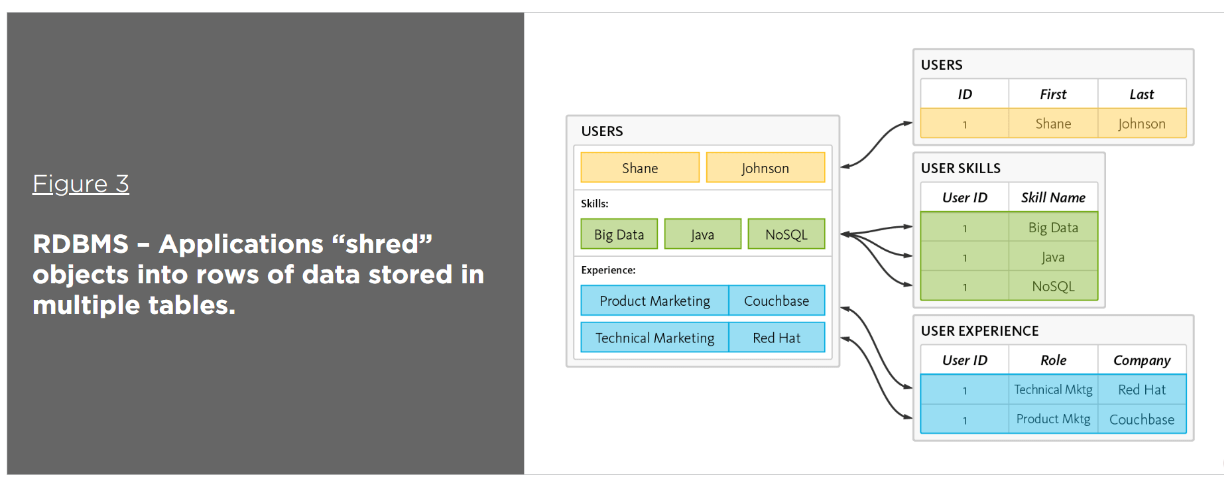 Figure 3
RDBMS – Applications “shred”
objects into rows of data stored in
multiple tables.
USERS
Shane Johnson
Skills:
Big Data Java NoSQL
Experience:
Product Marketing Couchbase
Technical Marketing Red Hat
USERS
ID First Last
1 Shane Johnson
USER SKILLS
User ID Skill Name
1 Big Data
1 Java
1 NoSQL
USER EXPERIENCE
User ID Role Company
1 Technical Mktg Red Hat
1 Product Mktg Couchbase